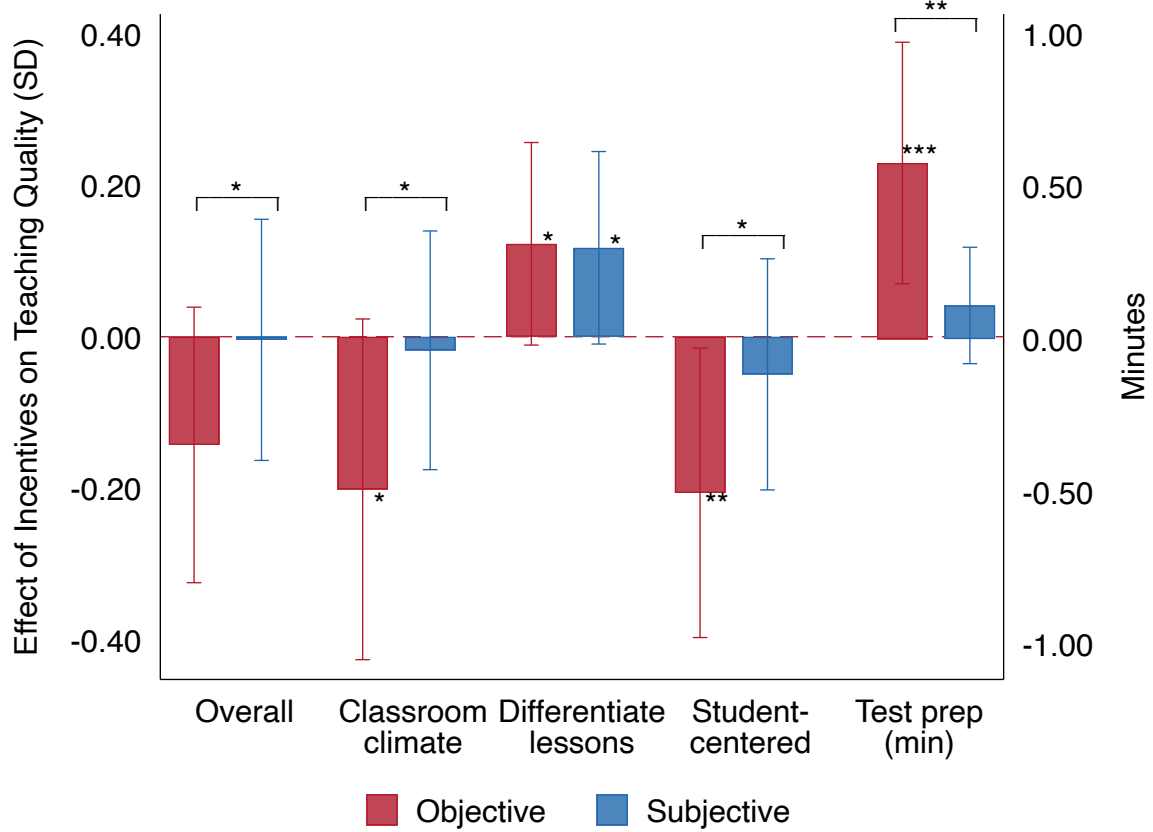 Effect of Incentives on Teaching Quality (SD)
0.40
0.20
0.00
-0.20
-0.40
1.00
0.50
0.00
-0.50
-1.00
Minutes
*
*
*
*
*
*
**
***
**
Overall
Classroom
climate
Differentiate
lessons
Student-
centered
Test prep
(min)
Objective
Subjective